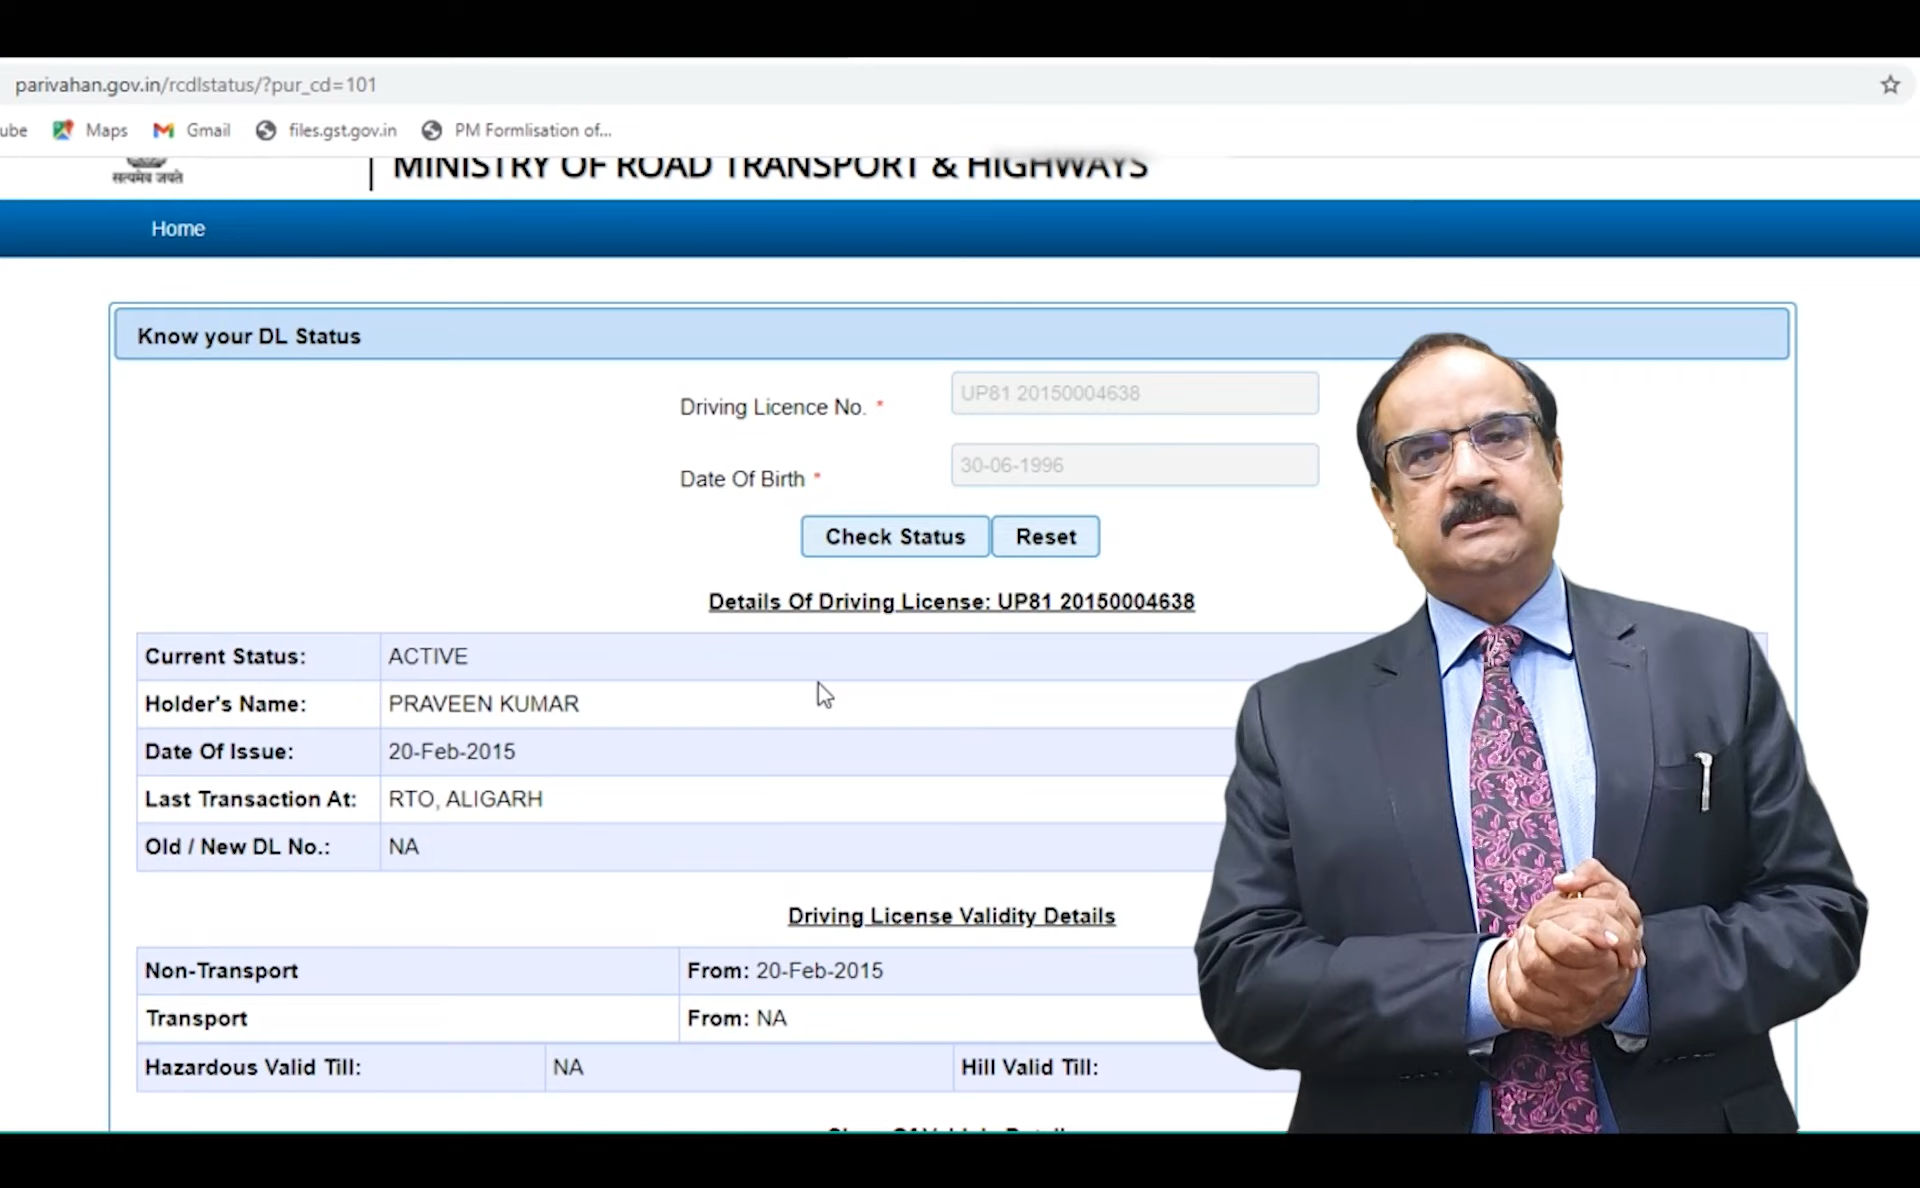 parivahan.gov.in/rcdlstatus/?pur_cd=101
ube Maps Gmail files.gst.gov.in PM Formlisation of...
सत्यमेव जयते
MINISTRY OF ROAD TRANSPORT & HIGHWAYS
Home
Know your DL Status
Driving Licence No. * UP81 20150004638
Date Of Birth * 30-06-1996
Check Status Reset
Details Of Driving License: UP81 20150004638
Current Status: ACTIVE
Holder's Name: PRAVEEN KUMAR
Date Of Issue: 20-Feb-2015
Last Transaction At: RTO, ALIGARH
Old / New DL No.: NA
Driving License Validity Details
Non-Transport From: 20-Feb-2015
Transport From: NA
Hazardous Valid Till: NA Hill Valid Till: